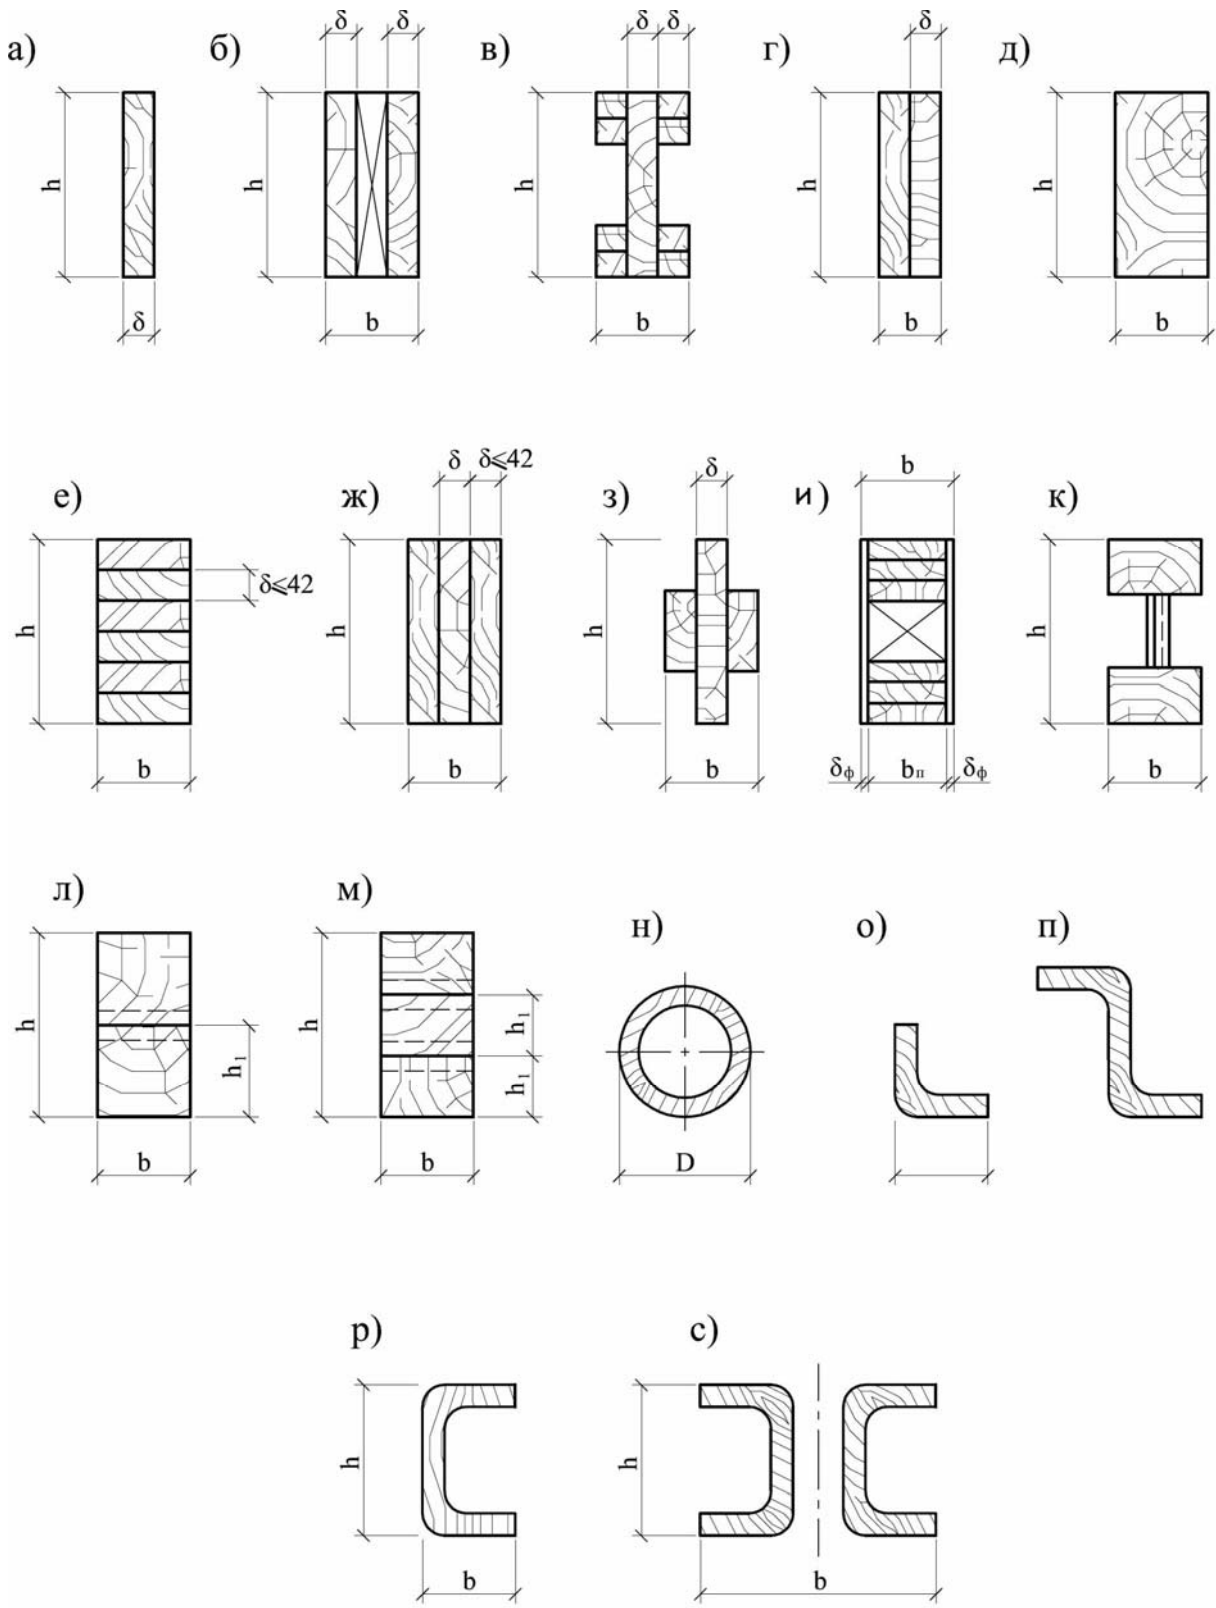 δ δ δ δ δ
а) б) в) г) д)
h h h h h
δ b b b b
δ δ≤42 δ b
е) ж) з) и) к)
δ≤42
h h h h
b b b δф bп δф b
л) м) н) о) п)
h h₁ h h₁ h₁
b b D
р) с)
h h
b b